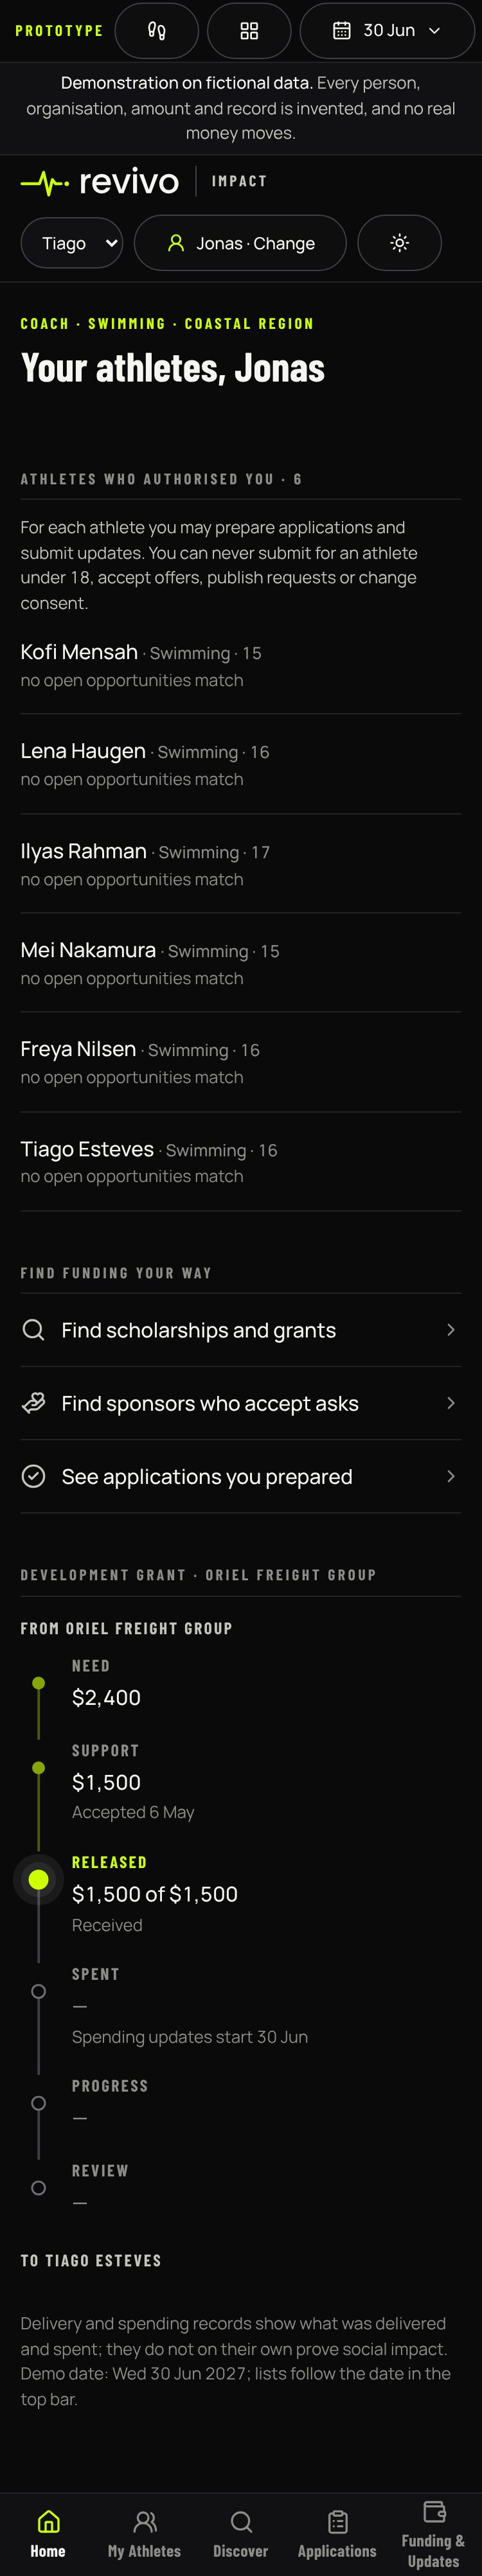 PROTOTYPE
30 Jun
Demonstration on fictional data. Every person,
organisation, amount and record is invented, and no real
money moves.
revivo
IMPACT
Tiago
Jonas · Change
COACH · SWIMMING · COASTAL REGION
Your athletes, Jonas
ATHLETES WHO AUTHORISED YOU · 6
For each athlete you may prepare applications and
submit updates. You can never submit for an athlete
under 18, accept offers, publish requests or change
consent.
Kofi Mensah · Swimming · 15
no open opportunities match
Lena Haugen · Swimming · 16
no open opportunities match
Ilyas Rahman · Swimming · 17
no open opportunities match
Mei Nakamura · Swimming · 15
no open opportunities match
Freya Nilsen · Swimming · 16
no open opportunities match
Tiago Esteves · Swimming · 16
no open opportunities match
FIND FUNDING YOUR WAY
Find scholarships and grants
Find sponsors who accept asks
See applications you prepared
DEVELOPMENT GRANT · ORIEL FREIGHT GROUP
FROM ORIEL FREIGHT GROUP
NEED
$2,400
SUPPORT
$1,500
Accepted 6 May
RELEASED
$1,500 of $1,500
Received
SPENT
—
Spending updates start 30 Jun
PROGRESS
—
REVIEW
—
TO TIAGO ESTEVES
Delivery and spending records show what was delivered
and spent; they do not on their own prove social impact.
Demo date: Wed 30 Jun 2027; lists follow the date in the
top bar.
Home
My Athletes
Discover
Applications
Funding &
Updates